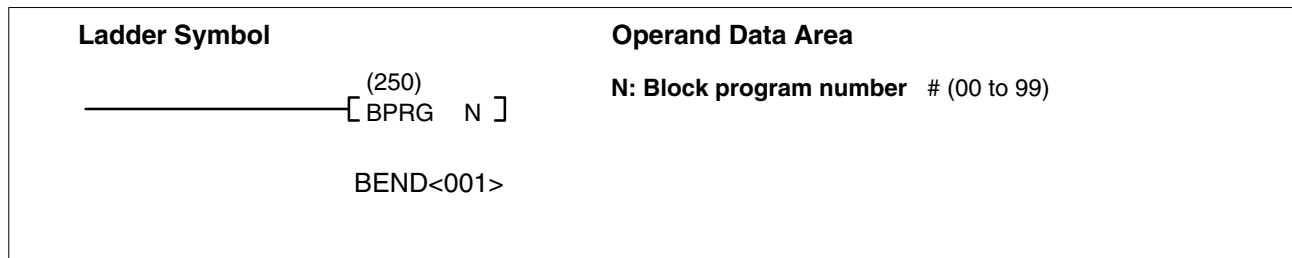 Ladder Symbol
Operand Data Area
(250)
BPRG N
N: Block program number # (00 to 99)
BEND<001>